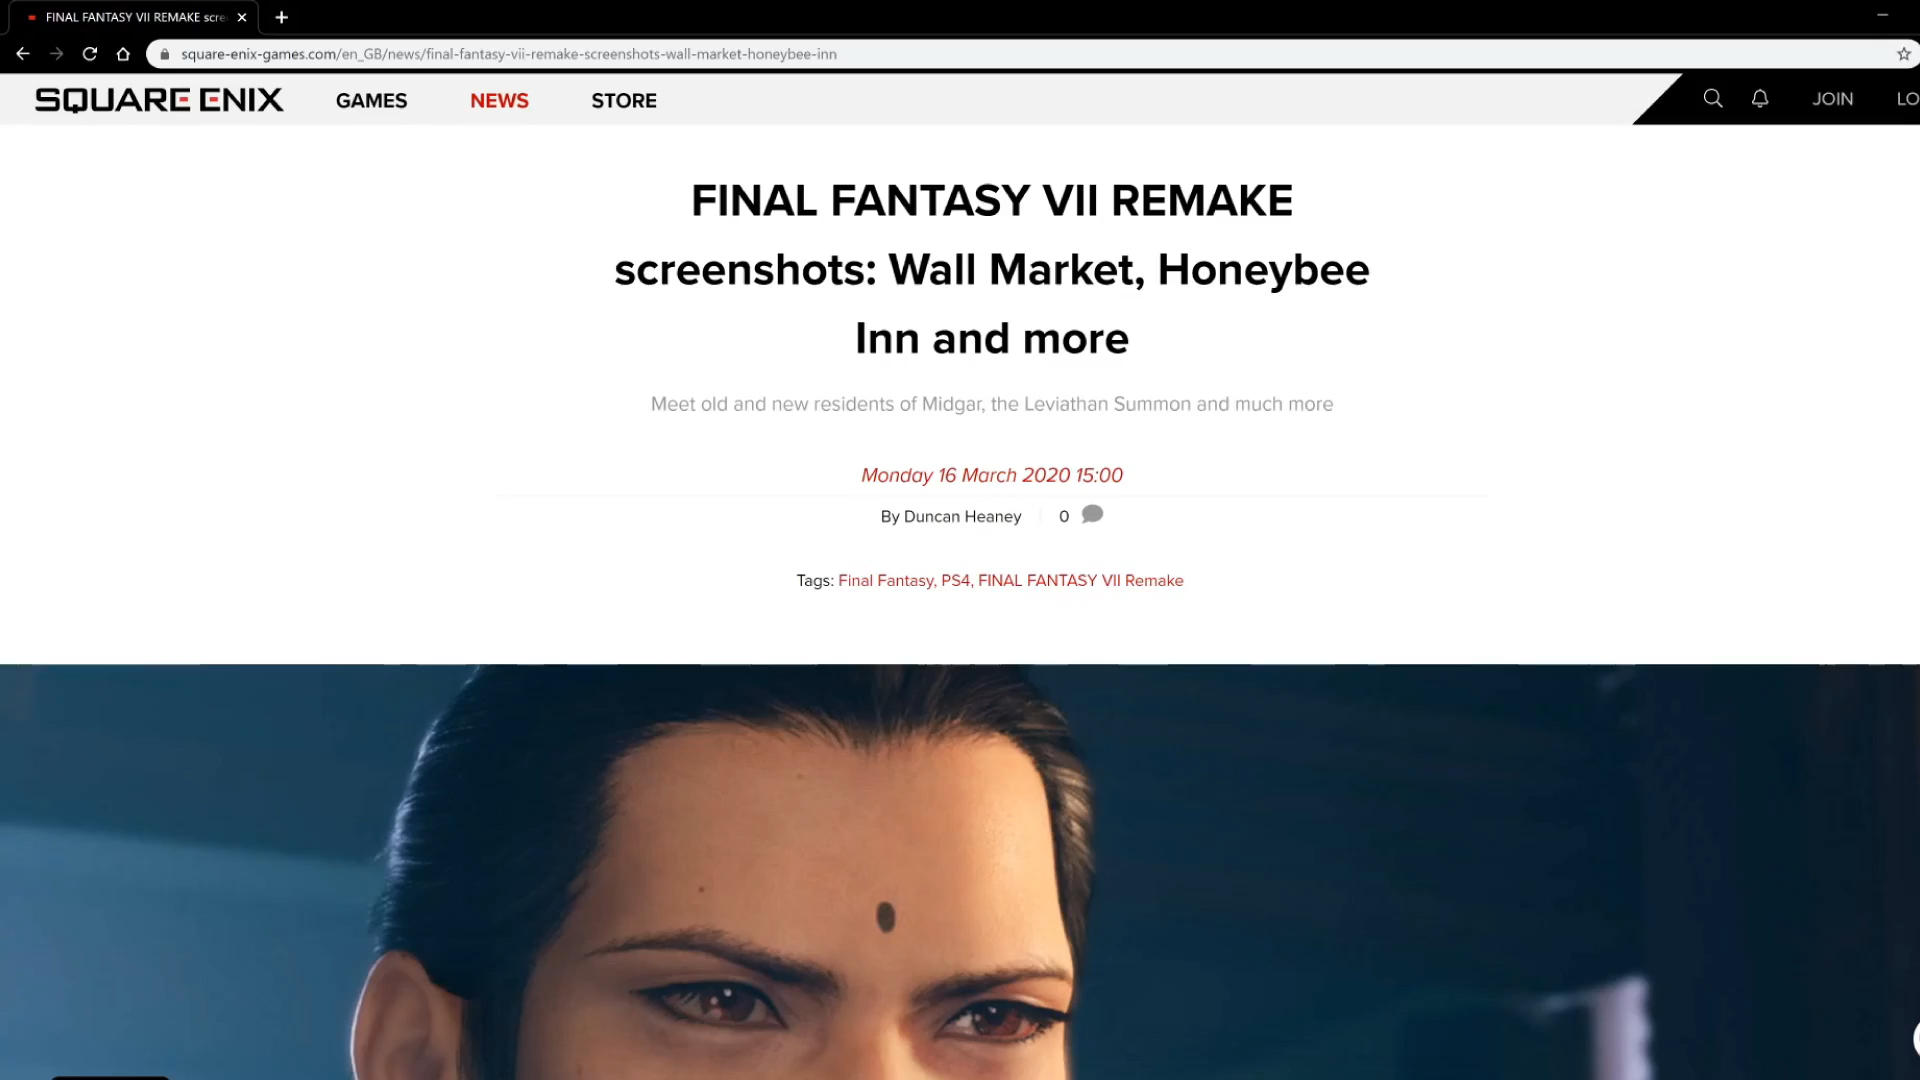 FINAL FANTASY VII REMAKE scre
square-enix-games.com/en_GB/news/final-fantasy-vii-remake-screenshots-wall-market-honeybee-inn
SQUARE ENIX GAMES NEWS STORE JOIN LO
FINAL FANTASY VII REMAKE
screenshots: Wall Market, Honeybee
Inn and more
Meet old and new residents of Midgar, the Leviathan Summon and much more
Monday 16 March 2020 15:00
By Duncan Heaney 0
Tags: Final Fantasy, PS4, FINAL FANTASY VII Remake